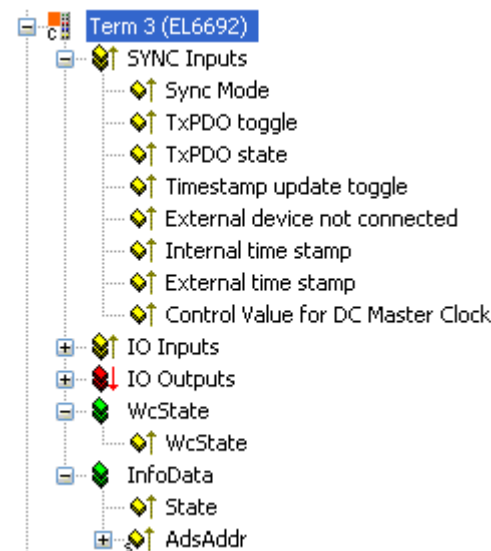 Term 3 (EL6692)
SYNC Inputs
Sync Mode
TxPDO toggle
TxPDO state
Timestamp update toggle
External device not connected
Internal time stamp
External time stamp
Control Value for DC Master Clock
IO Inputs
IO Outputs
WcState
WcState
InfoData
State
AdsAddr